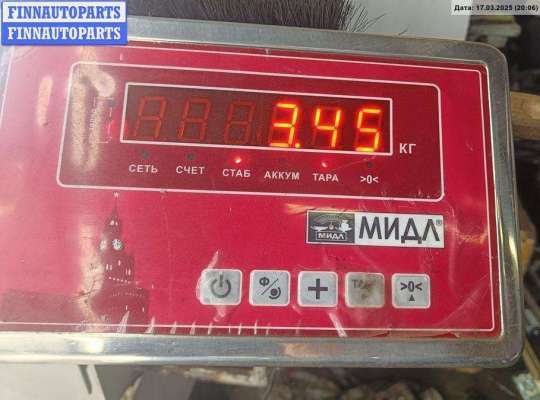 FINNAUTOPARTS
FINNAUTOPARTS
Дата: 17.03.2025 (20:06)
3.45
КГ
СЕТЬ СЧЕТ СТАБ АККУМ ТАРА >0<
МИДЛ МИДЛ®
Ф + >0<